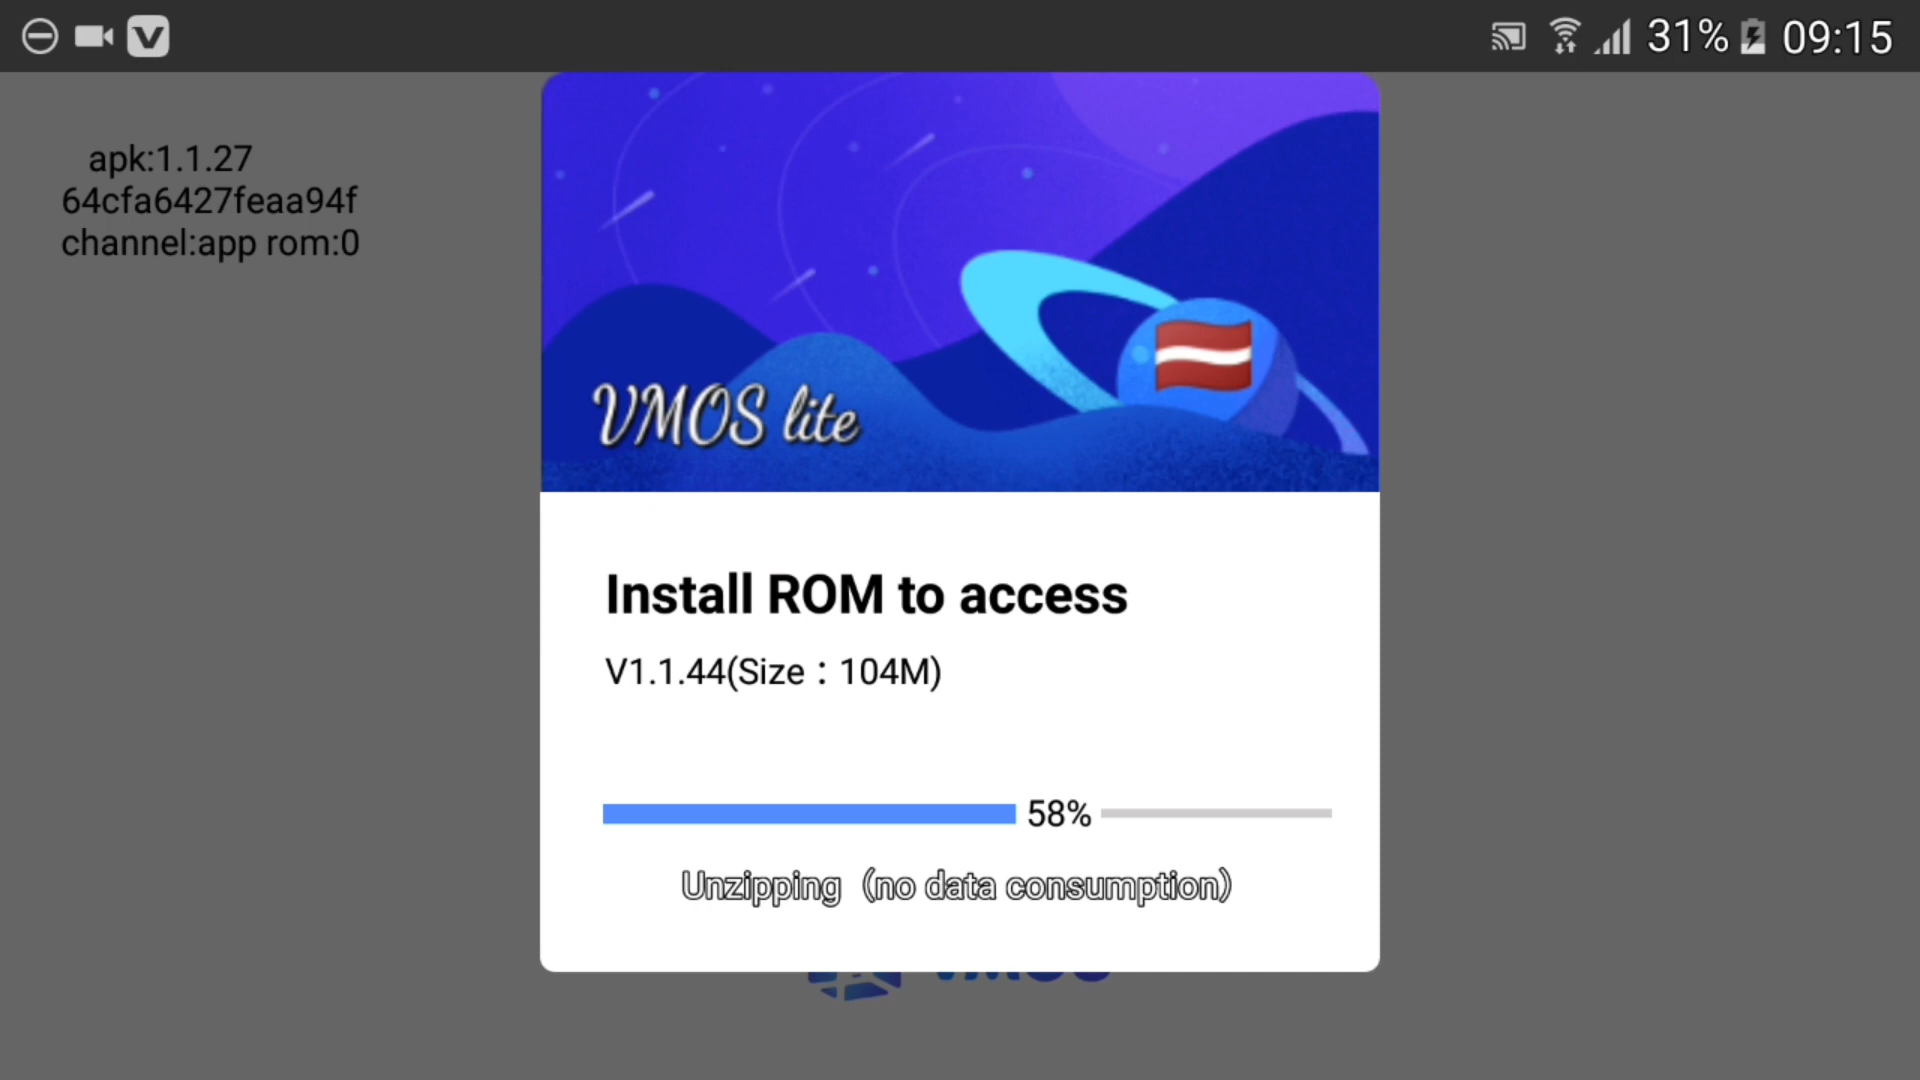 31% 09:15
apk:1.1.27
64cfa6427feaa94f
channel:app rom:0
VMOS lite
Install ROM to access
V1.1.44(Size：104M)
58%
Unzipping（no data consumption）
VMOS